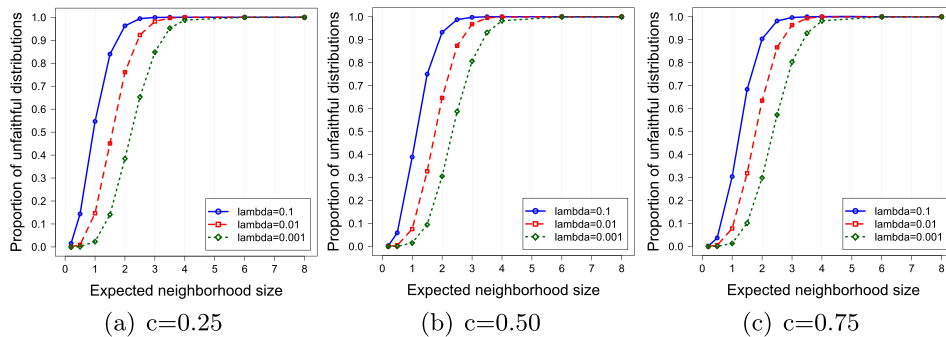 Proportion of unfaithful distributions
1.0
0.9
0.8
0.7
0.6
0.5
0.4
0.3
0.2
0.1
0.0
lambda=0.1
lambda=0.01
lambda=0.001
0 1 2 3 4 5 6 7 8
Expected neighborhood size
(a) c=0.25
Proportion of unfaithful distributions
1.0
0.9
0.8
0.7
0.6
0.5
0.4
0.3
0.2
0.1
0.0
lambda=0.1
lambda=0.01
lambda=0.001
0 1 2 3 4 5 6 7 8
Expected neighborhood size
(b) c=0.50
Proportion of unfaithful distributions
1.0
0.9
0.8
0.7
0.6
0.5
0.4
0.3
0.2
0.1
0.0
lambda=0.1
lambda=0.01
lambda=0.001
0 1 2 3 4 5 6 7 8
Expected neighborhood size
(c) c=0.75